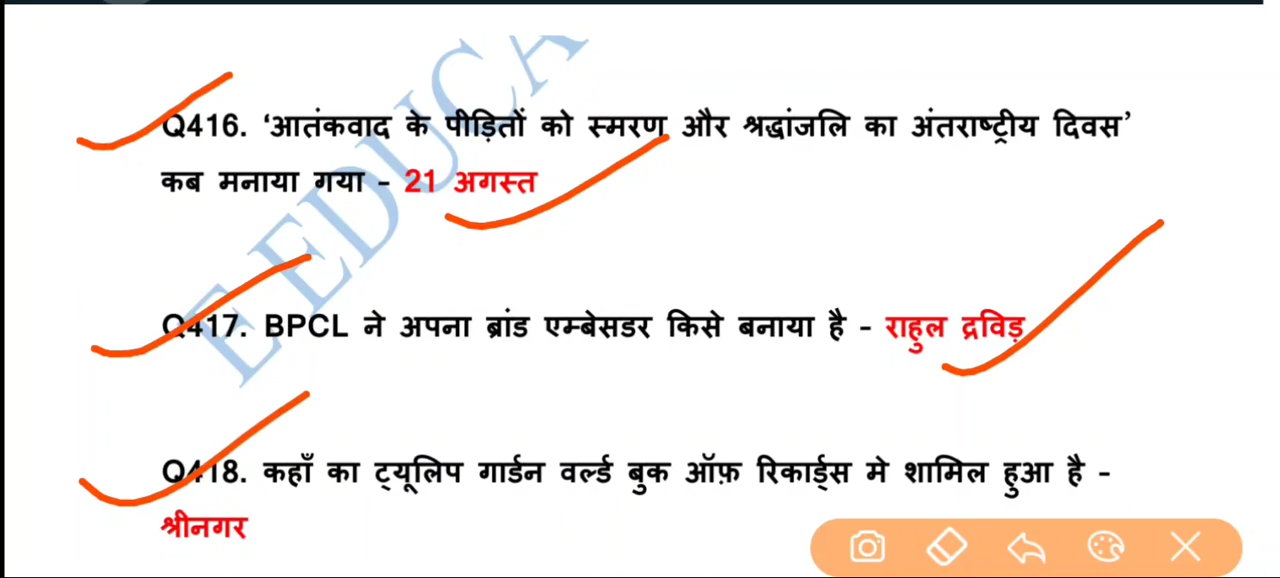 E EDUCA
Q416. ‘आतंकवाद के पीड़ितों को स्मरण और श्रद्धांजलि का अंतराष्ट्रीय दिवस’
कब मनाया गया – 21 अगस्त
Q417. BPCL ने अपना ब्रांड एम्बेसडर किसे बनाया है – राहुल द्रविड़
Q418. कहाँ का ट्यूलिप गार्डन वर्ल्ड बुक ऑफ़ रिकार्ड्स मे शामिल हुआ है –
श्रीनगर